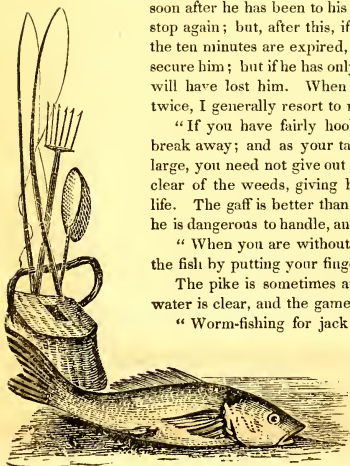 soon after he has been to his
stop again; but, after this, if
the ten minutes are expired,
secure him; but if he has only
will have lost him. When
twice, I generally resort to
"If you have fairly hoo
break away; and as your ta
large, you need not give out
clear of the weeds, giving
life. The gaff is better than
he is dangerous to handle, an
" When you are without
the fish by putting your fing
The pike is sometimes a
water is clear, and the game
" Worm-fishing for jack